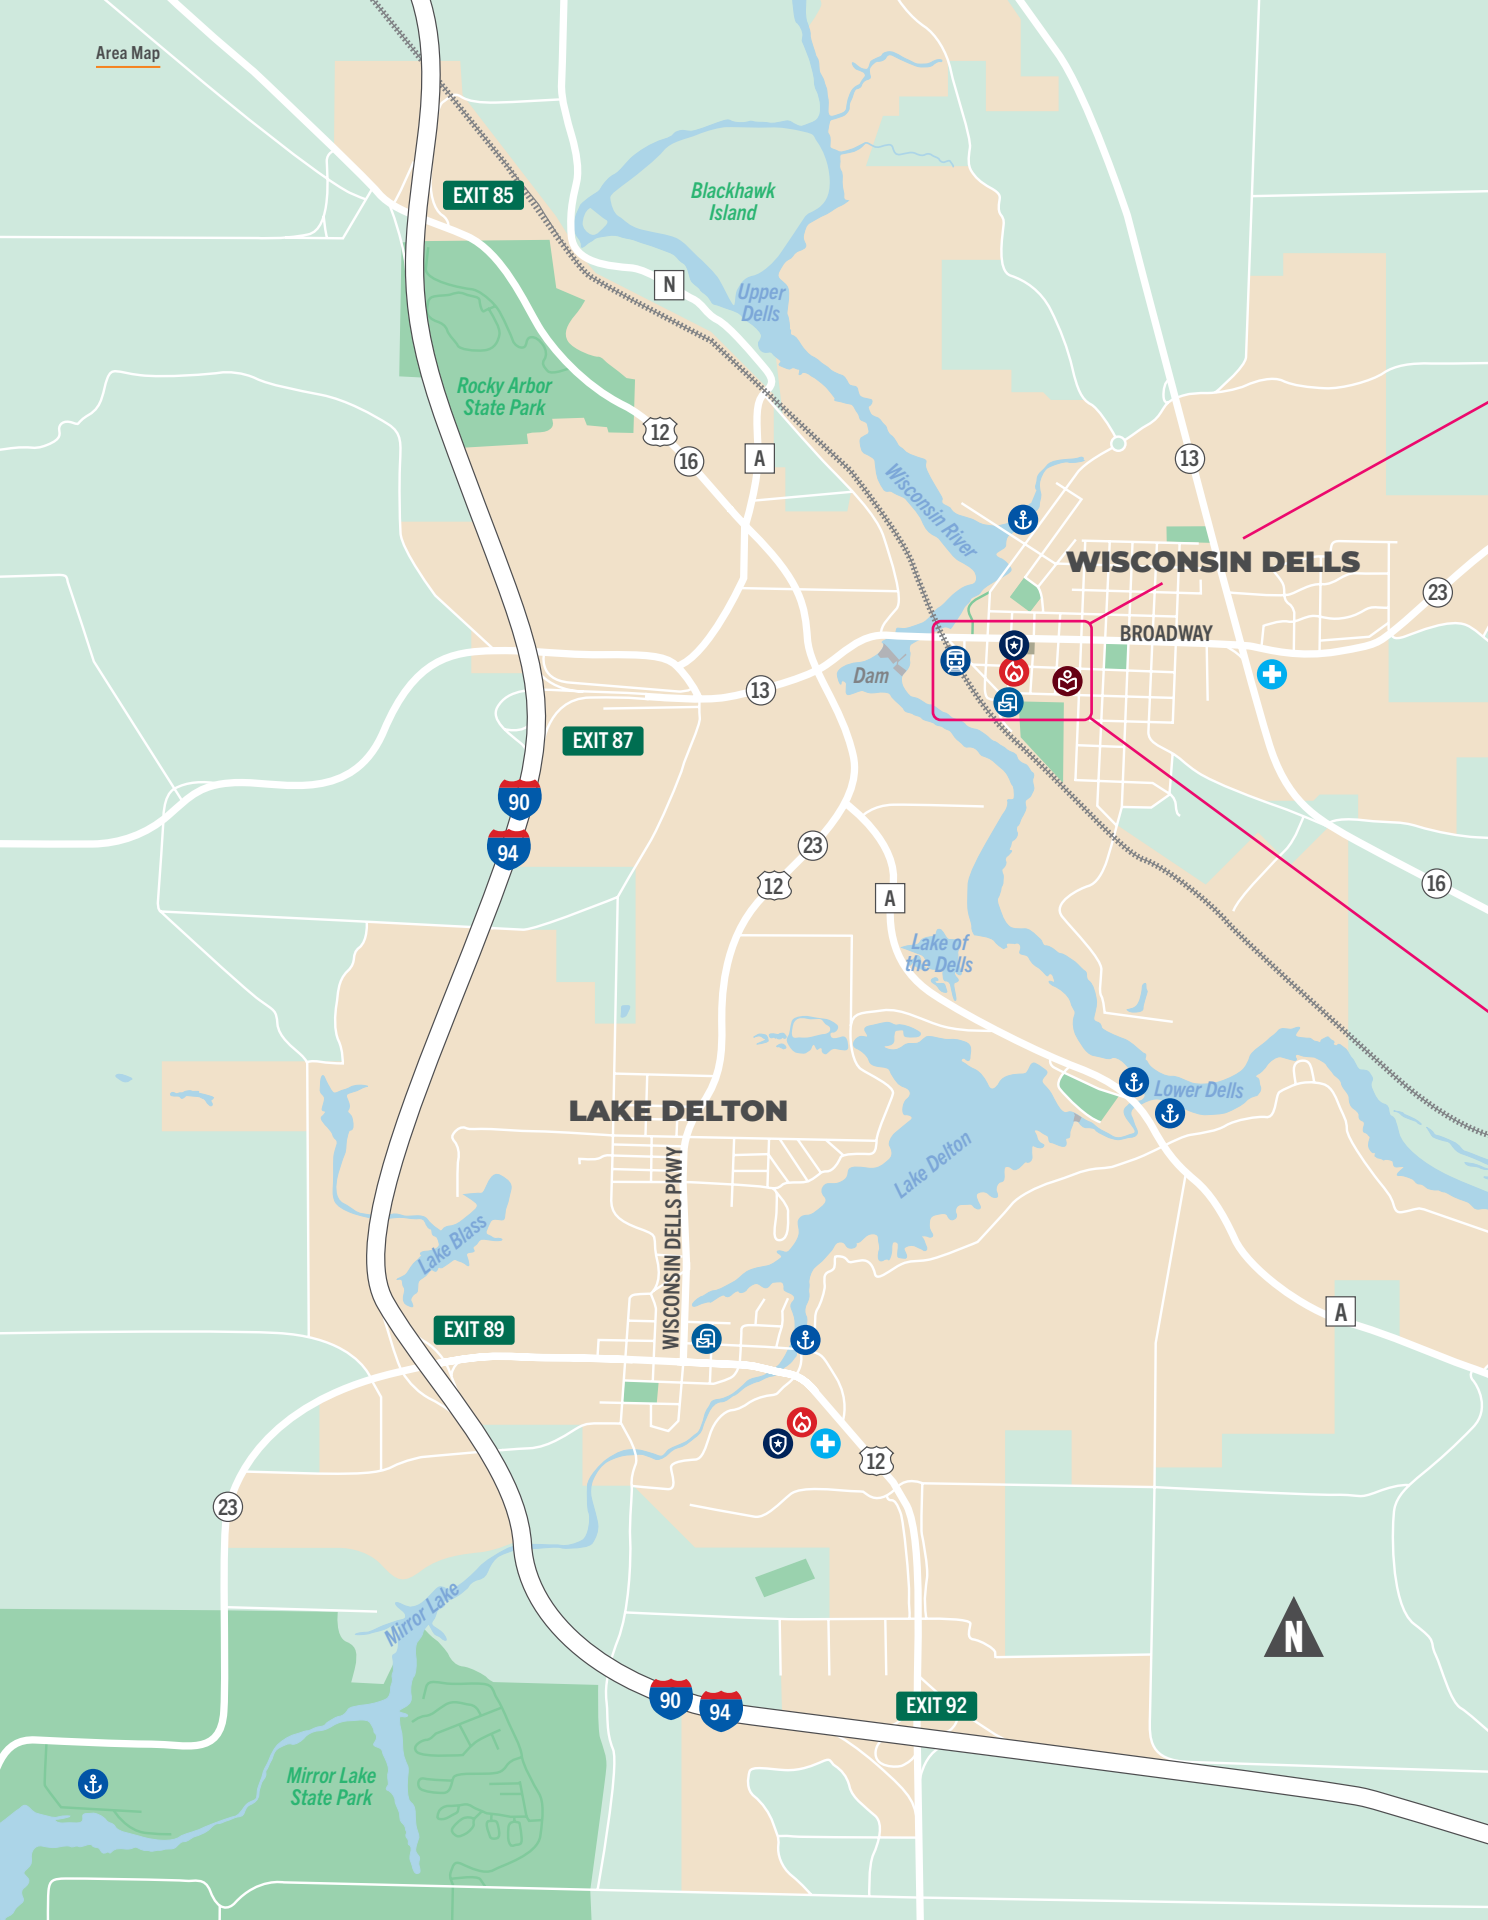 Area Map
EXIT 85
Blackhawk
Island
N
Upper
Dells
Rocky Arbor
State Park
12
16
A
13
Wisconsin River
WISCONSIN DELLS
23
BROADWAY
Dam
13
EXIT 87
90
94
23
12
A
16
Lake of
the Dells
Lower Dells
LAKE DELTON
Lake Delton
WISCONSIN DELLS PKWY
Lake Blass
A
EXIT 89
12
23
Mirror Lake
N
90
94
EXIT 92
Mirror Lake
State Park